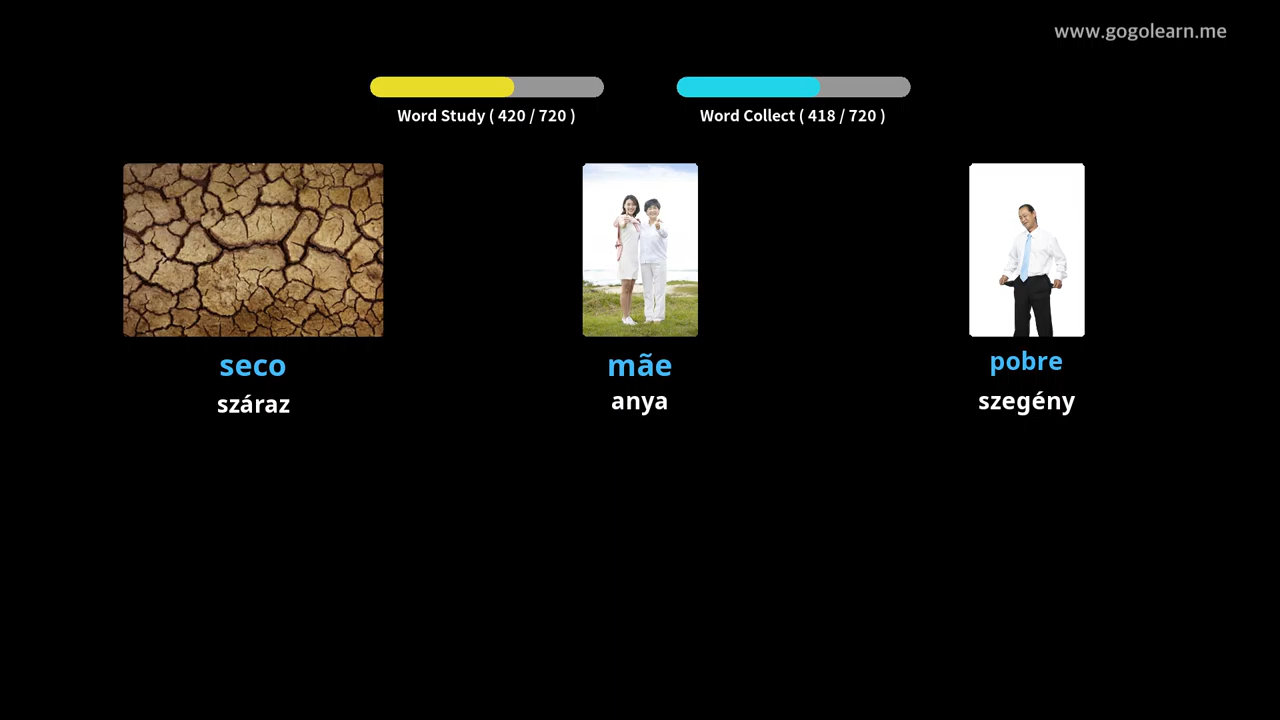 www.gogolearn.me
Word Study ( 420 / 720 )
Word Collect ( 418 / 720 )
seco
száraz
mãe
anya
pobre
szegény